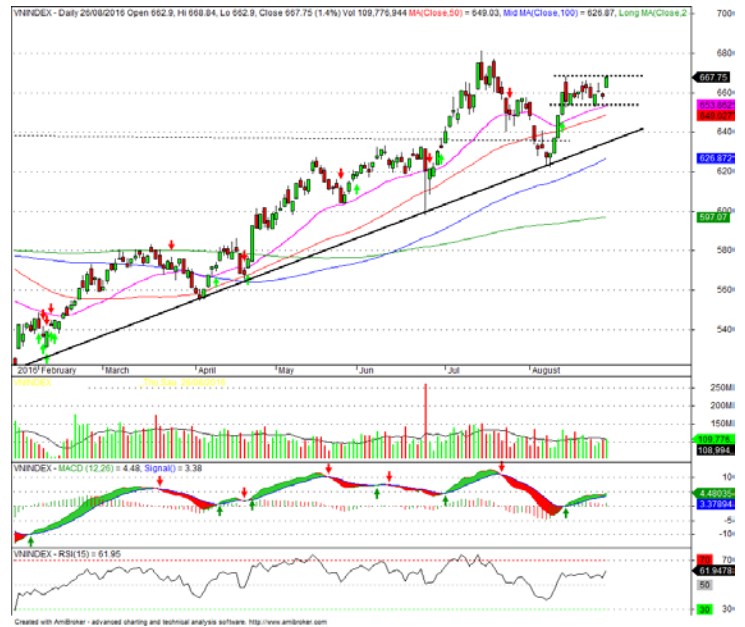 VNINDEX - Daily 26/08/2016 Open 662.9, Hi 668.84, Lo 662.9, Close 667.75 (1.4%) Vol 109,776,944 MA(Close,50) = 649.03, Mid MA(Close,100) = 626.87, Long MA(Close,2
700
680
667.75
660
653.862
649.027
640
626.872
620
600
597.07
580
560
540
2016 February March April May Jun Jul August
VNINDEX
250M
200M
150M
109,776,
108,994,
VNINDEX - MACD (12,26) = 4.48, Signal() = 3.38
10
4.48035
3.37894
-5
-10
VNINDEX - RSI(15) = 61.95
70 70
61.9478
50
30 30
Created with AmiBroker - advanced charting and technical analysis software. http://www.amibroker.com